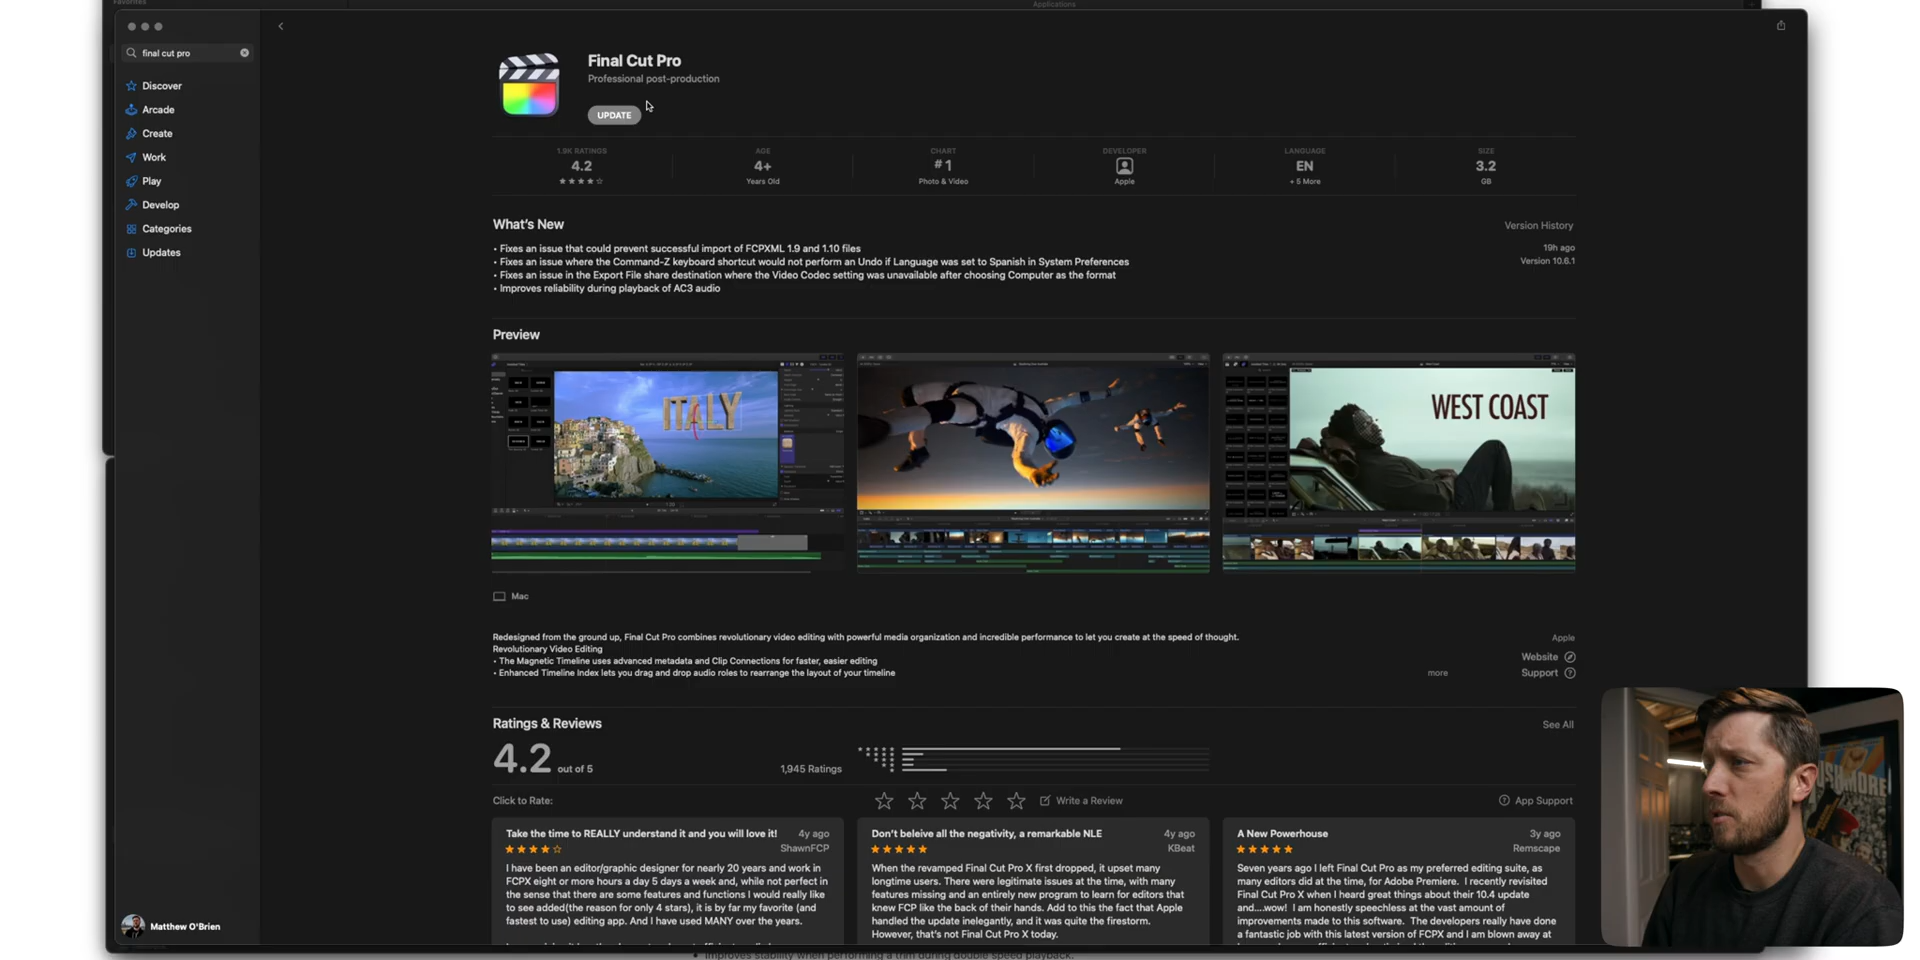 Favorites
Applications
final cut pro
Discover
Arcade
Create
Work
Play
Develop
Categories
Updates
Matthew O'Brien
Final Cut Pro
Professional post-production
UPDATE
1.9K RATINGS
4.2
AGE
4+
Years Old
CHART
#1
Photo & Video
DEVELOPER
Apple
LANGUAGE
EN
+ 5 More
SIZE
3.2
GB
What's New
Version History
• Fixes an issue that could prevent successful import of FCPXML 1.9 and 1.10 files
• Fixes an issue where the Command-Z keyboard shortcut would not perform an Undo if Language was set to Spanish in System Preferences
• Fixes an issue in the Export File share destination where the Video Codec setting was unavailable after choosing Computer as the format
• Improves reliability during playback of AC3 audio
19h ago
Version 10.6.1
Preview
ITALY
WEST COAST
Mac
Redesigned from the ground up, Final Cut Pro combines revolutionary video editing with powerful media organization and incredible performance to let you create at the speed of thought.
Revolutionary Video Editing
• The Magnetic Timeline uses advanced metadata and Clip Connections for faster, easier editing
• Enhanced Timeline Index lets you drag and drop audio roles to rearrange the layout of your timeline
more
Apple
Website
Support
Ratings & Reviews
See All
4.2 out of 5
1,945 Ratings
Click to Rate:
Write a Review
App Support
Take the time to REALLY understand it and you will love it!
4y ago
ShawnFCP
I have been an editor/graphic designer for nearly 20 years and work in
FCPX eight or more hours a day 5 days a week and, while not perfect in
the sense that there are some features and functions I would really like
to see added(the reason for only 4 stars), it is by far my favorite (and
fastest to use) editing app. And I have used MANY over the years.
Don't beleive all the negativity, a remarkable NLE
4y ago
KBeat
When the revamped Final Cut Pro X first dropped, it upset many
longtime users. There were legitimate issues at the time, with many
features missing and an entirely new program to learn for editors that
knew FCP like the back of their hands. Add to this the fact that Apple
handled the update inelegantly, and it was quite the firestorm.
However, that's not Final Cut Pro X today.
A New Powerhouse
3y ago
Remscape
Seven years ago I left Final Cut Pro as my preferred editing suite, as
many editors did at the time, for Adobe Premiere. I recently revisited
Final Cut Pro X when I heard great things about their 10.4 update
and....wow! I am honestly speechless at the vast amount of
improvements made to this software. The developers really have done
a fantastic job with this latest version of FCPX and I am blown away at
• Improves stability when performing a trim during double speed playback.